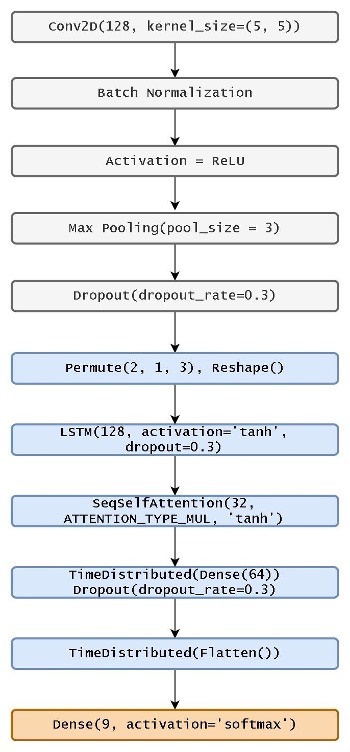 Conv2D(128, kernel_size=(5, 5))
Batch Normalization
Activation = ReLU
Max Pooling(pool_size = 3)
Dropout(dropout_rate=0.3)
Permute(2, 1, 3), Reshape()
LSTM(128, activation='tanh',
dropout=0.3)
SeqSelfAttention(32,
ATTENTION_TYPE_MUL, 'tanh')
TimeDistributed(Dense(64))
Dropout(dropout_rate=0.3)
TimeDistributed(Flatten())
Dense(9, activation='softmax')